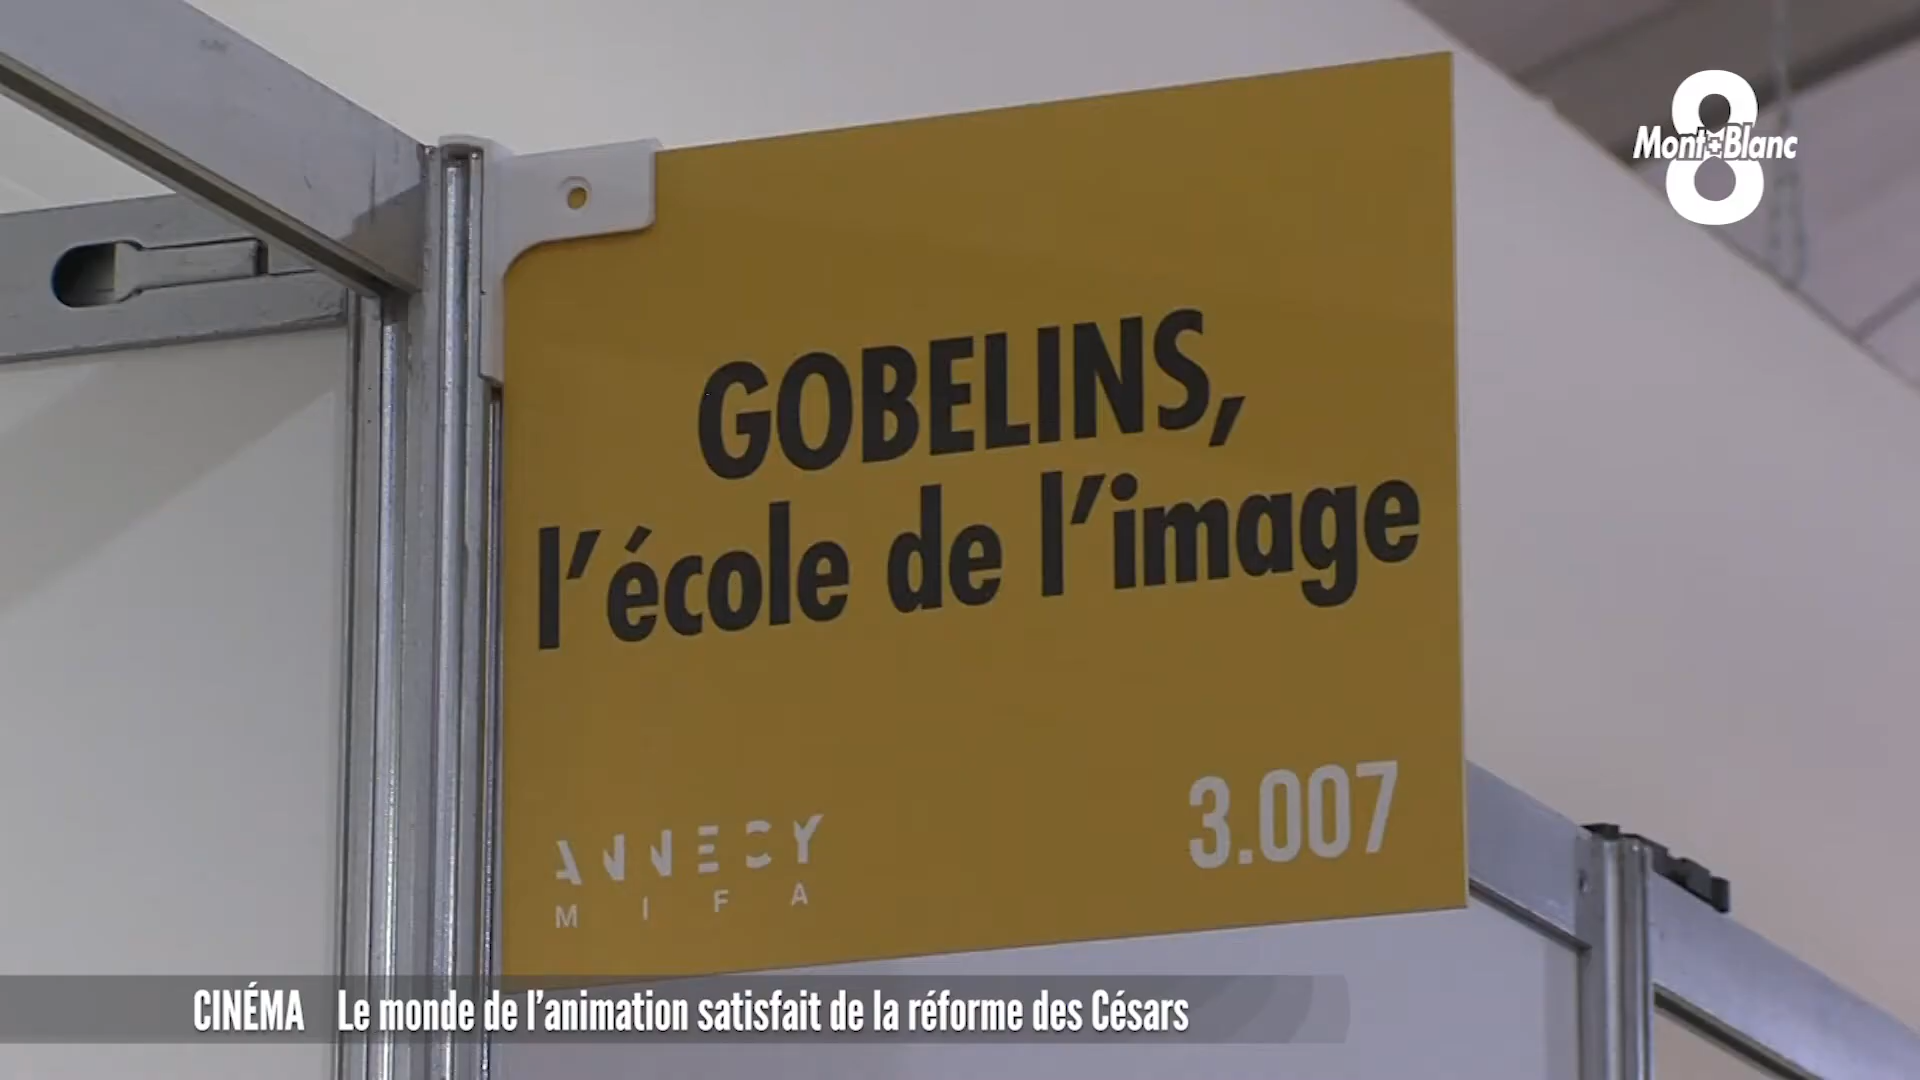 8
Mont+Blanc
GOBELINS,
l'école de l'image
3.007
ANNECY
MIFA
CINÉMA Le monde de l'animation satisfait de la réforme des Césars